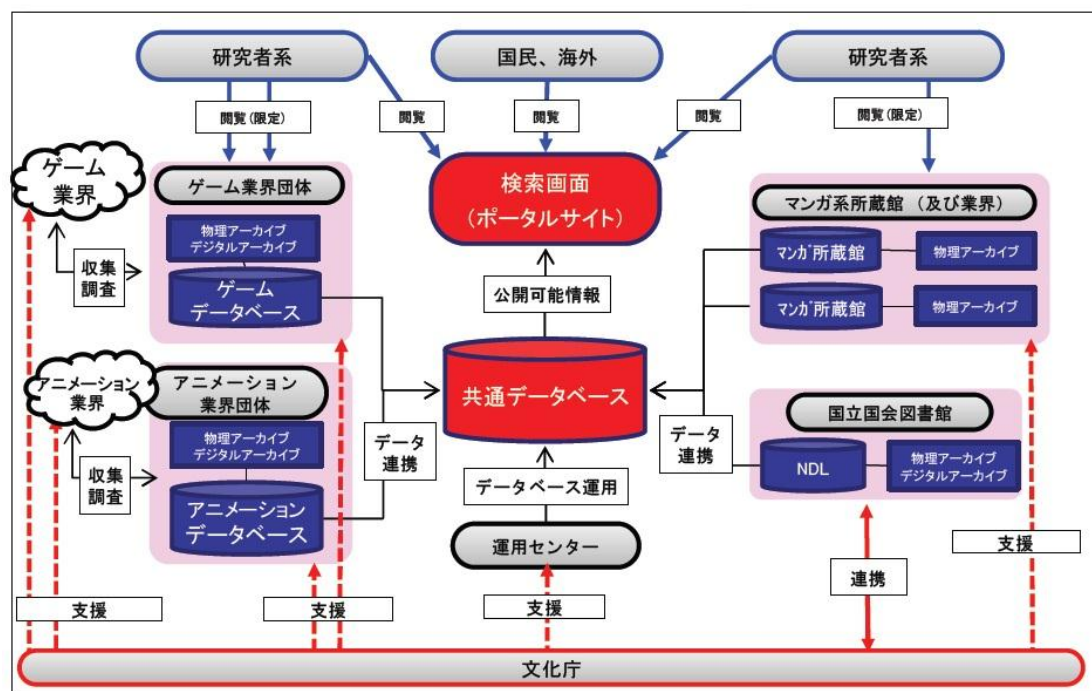 研究者系
国民、海外
研究者系
閲覧(限定)
閲覧
閲覧
閲覧
閲覧(限定)
ゲーム
業界
ゲーム業界団体
検索画面
(ポータルサイト)
マンガ系所蔵館 (及び業界)
物理アーカイブ
デジタルアーカイブ
マンガ所蔵館
物理アーカイブ
収集
調査
ゲーム
データベース
公開可能情報
マンガ所蔵館
物理アーカイブ
アニメーション
業界
アニメーション
業界団体
共通データベース
国立国会図書館
物理アーカイブ
デジタルアーカイブ
データ
連携
データ
連携
NDL
物理アーカイブ
デジタルアーカイブ
収集
調査
アニメーション
データベース
データベース運用
運用センター
支援
支援
支援
支援
連携
文化庁